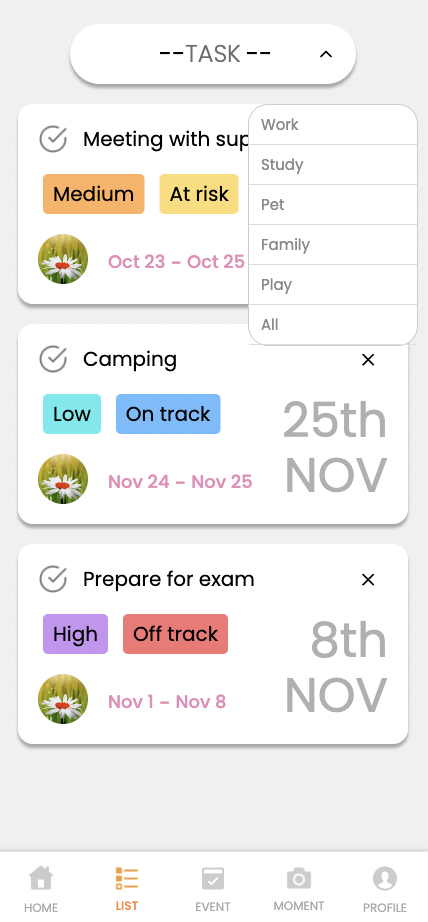 --TASK --
Meeting with sup
Work
Study
Pet
Family
Play
All
Medium
At risk
Oct 23 - Oct 25
Camping
Low
On track
25th
NOV
Nov 24 - Nov 25
Prepare for exam
High
Off track
8th
NOV
Nov 1 - Nov 8
HOME
LIST
EVENT
MOMENT
PROFILE